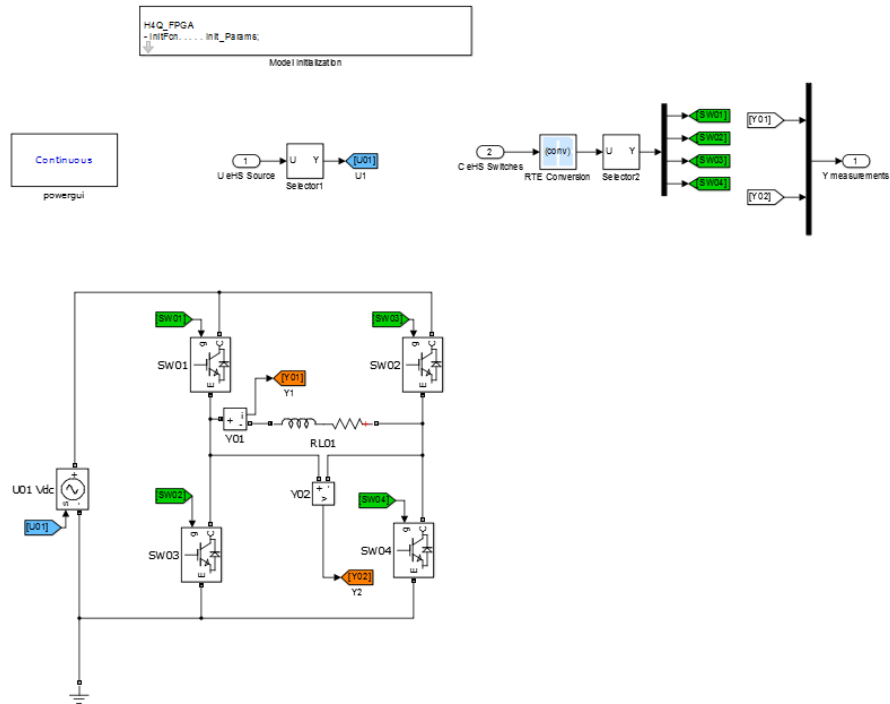 H4Q_FPGA
- InitFcn. . . . . Init_Params;
Model Initialization
Continuous
powergui
1
U eHS Source
U Y
Selector1
[U01]
U1
2
C eHS Switches
(conv)
RTE Conversion
U Y
Selector2
[SW01]
[SW02]
[SW03]
[SW04]
[Y01]
[Y02]
1
Y measurements
[SW01]
g C
E
SW01
[SW03]
g C
E
SW02
[Y01]
Y1
+ i
-
Y01
RL01
+
U01 Vdc
+
s -
[U01]
[SW02]
g C
E
SW03
Y02
+ -
v
[Y02]
Y2
[SW04]
g C
E
SW04